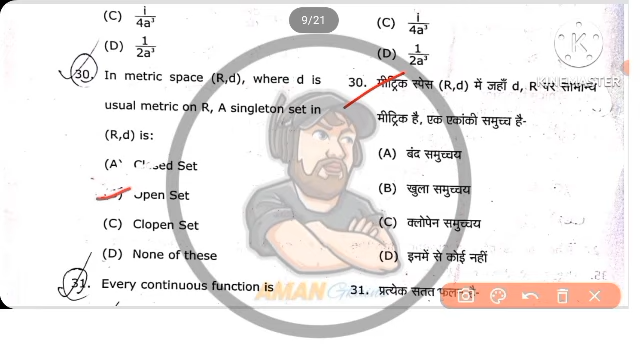 9/21
(C) i/4a³
(D) 1/2a³
30. In metric space (R,d), where d is
usual metric on R, A singleton set in
(R,d) is:
(A) Closed Set
Open Set
(C) Clopen Set
(D) None of these
31. Every continuous function is
(C) i/4a³
(D) 1/2a³
30. मीट्रिक स्पेस (R,d) में जहाँ d, R पर सामान्य
मीट्रिक है, एक एकांकी समुच्च है-
(A) बंद समुच्चय
(B) खुला समुच्चय
(C) क्लोपेन समुच्चय
(D) इनमें से कोई नहीं
31. प्रत्येक सतत फलन है-
K
KINEMASTER
AMAN